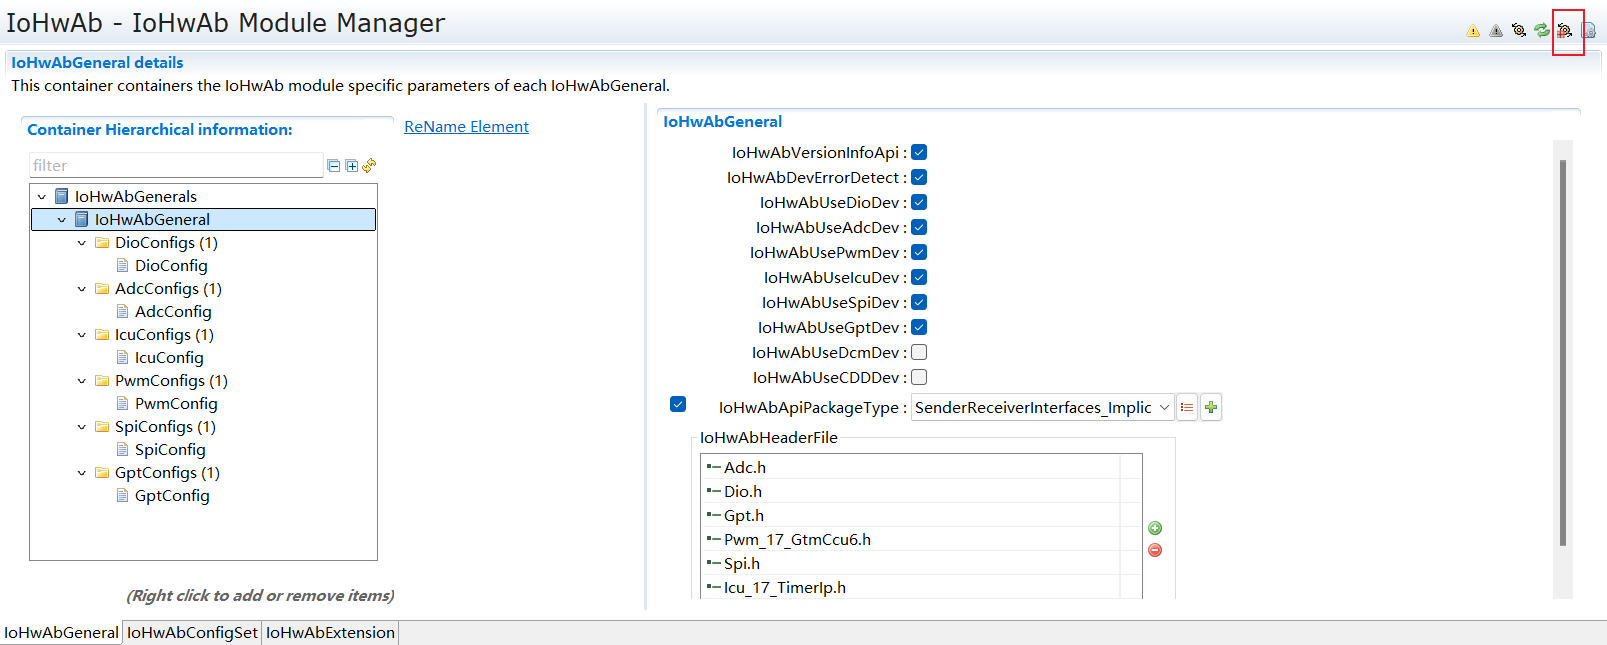 IoHwAb - IoHwAb Module Manager
IoHwAbGeneral details
This container containers the IoHwAb module specific parameters of each IoHwAbGeneral.
Container Hierarchical information:
ReName Element
filter
IoHwAbGenerals
IoHwAbGeneral
DioConfigs (1)
DioConfig
AdcConfigs (1)
AdcConfig
IcuConfigs (1)
IcuConfig
PwmConfigs (1)
PwmConfig
SpiConfigs (1)
SpiConfig
GptConfigs (1)
GptConfig
(Right click to add or remove items)
IoHwAbGeneral
IoHwAbVersionInfoApi :
IoHwAbDevErrorDetect :
IoHwAbUseDioDev :
IoHwAbUseAdcDev :
IoHwAbUsePwmDev :
IoHwAbUseIcuDev :
IoHwAbUseSpiDev :
IoHwAbUseGptDev :
IoHwAbUseDcmDev :
IoHwAbUseCDDDev :
IoHwAbApiPackageType : SenderReceiverInterfaces_Implic
IoHwAbHeaderFile
Adc.h
Dio.h
Gpt.h
Pwm_17_GtmCcu6.h
Spi.h
Icu_17_TimerIp.h
IoHwAbGeneral IoHwAbConfigSet IoHwAbExtension